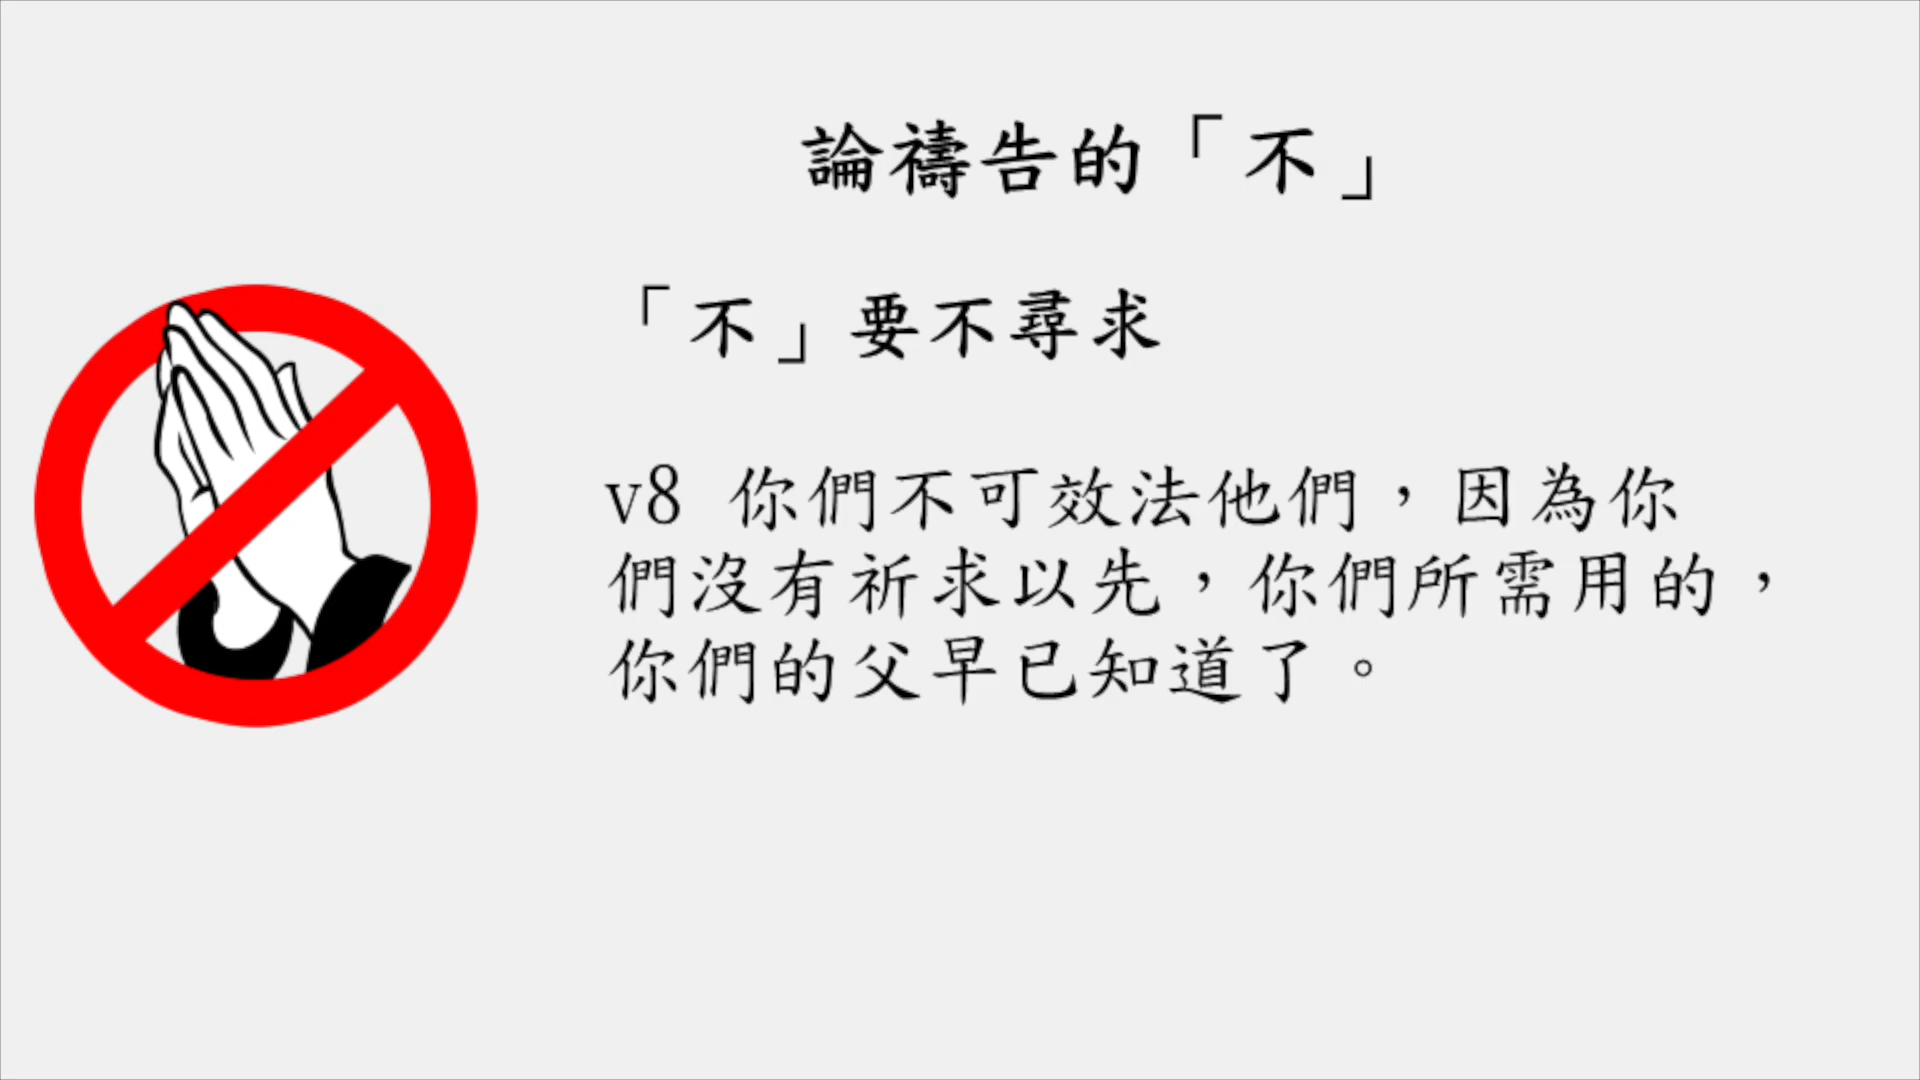 論禱告的「不」
「不」要不尋求
v8 你們不可效法他們，因為你
們沒有祈求以先，你們所需用的，
你們的父早已知道了。